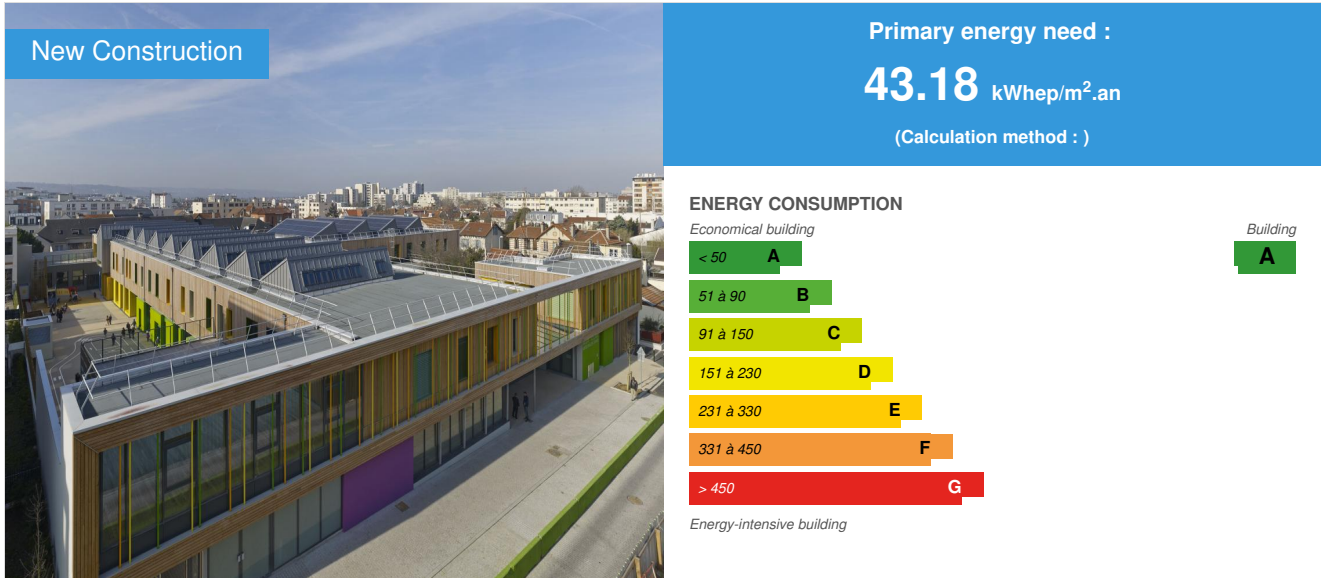 New Construction
Primary energy need :
43.18 kWhep/m².an
(Calculation method : )
ENERGY CONSUMPTION
Economical building
Building
< 50 A
A
51 à 90 B
91 à 150 C
151 à 230 D
231 à 330 E
331 à 450 F
> 450 G
Energy-intensive building